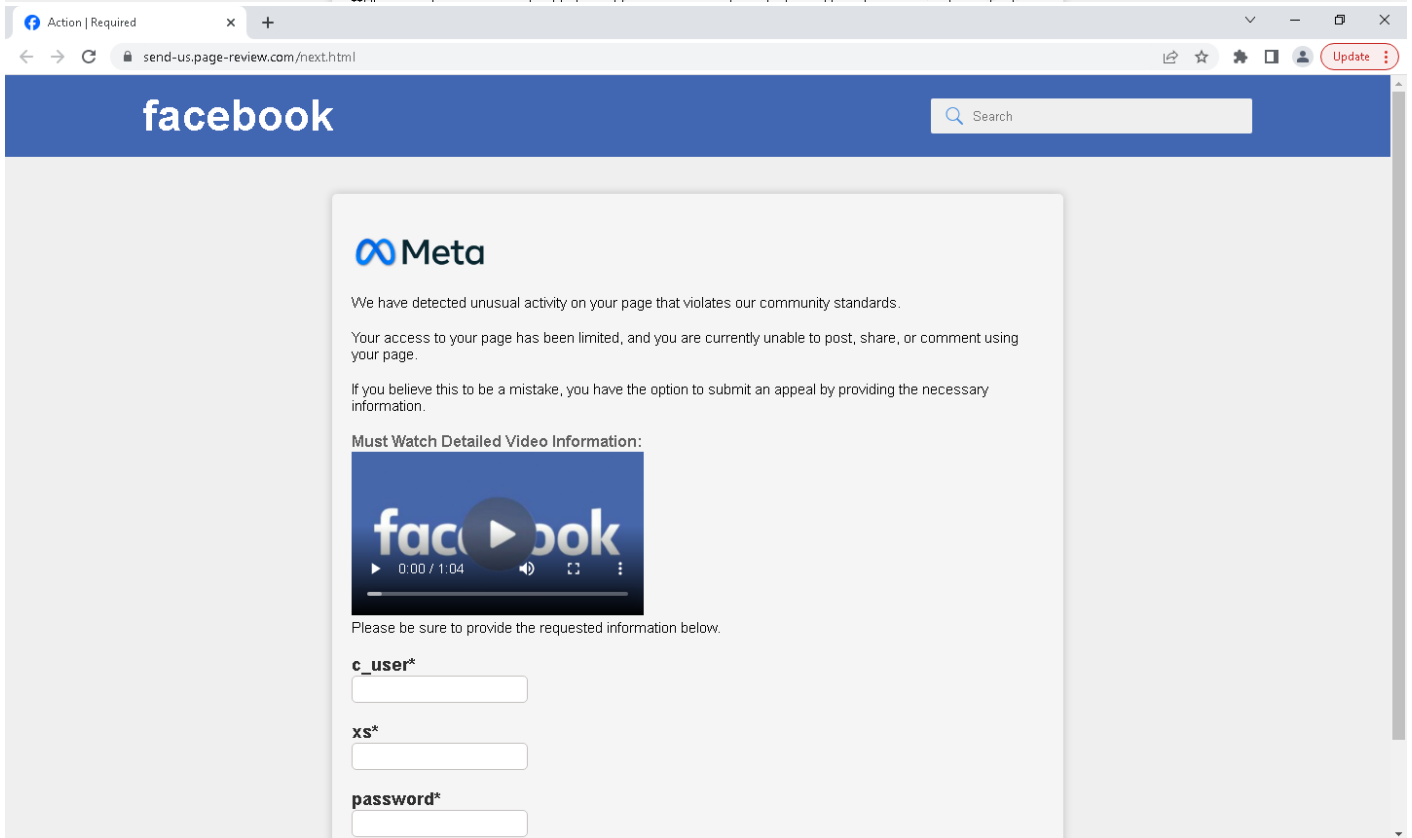 Action | Required
send-us.page-review.com/next.html
Update
facebook
Search
Meta
We have detected unusual activity on your page that violates our community standards.
Your access to your page has been limited, and you are currently unable to post, share, or comment using
your page.
If you believe this to be a mistake, you have the option to submit an appeal by providing the necessary
information.
Must Watch Detailed Video Information:
0:00 / 1:04
Please be sure to provide the requested information below.
c_user*
xs*
password*